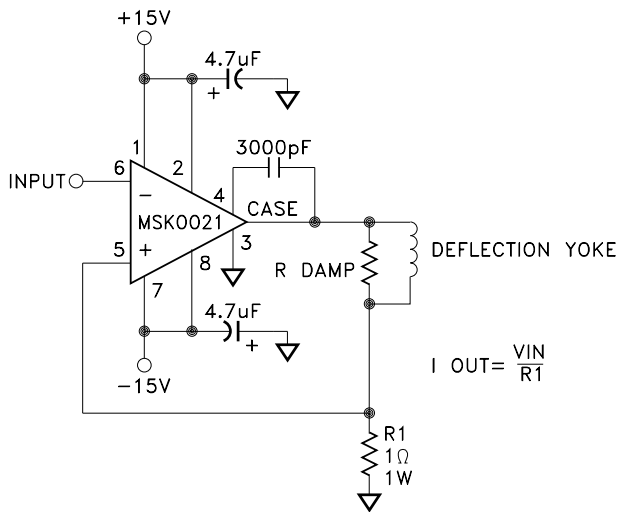 +15V
4.7uF
+
1
2
3000pF
6
INPUT
−
4
CASE
MSK0021
5
+
3
8
7
R DAMP
DEFLECTION YOKE
4.7uF
+
−15V
I OUT= VIN
R1
R1
1Ω
1W